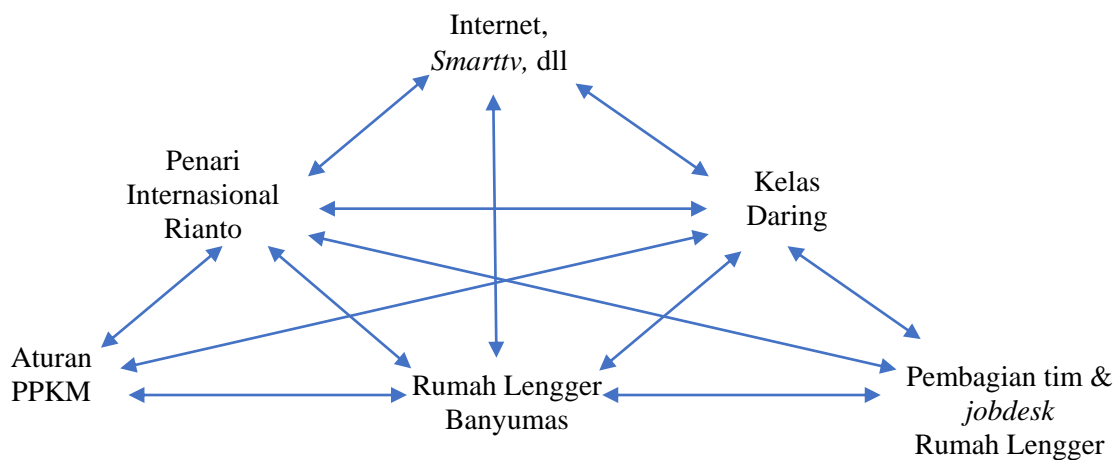 Internet,
Smarttv, dll
Penari
Internasional
Rianto
Kelas
Daring
Aturan
PPKM
Rumah Lengger
Banyumas
Pembagian tim &
jobdesk
Rumah Lengger